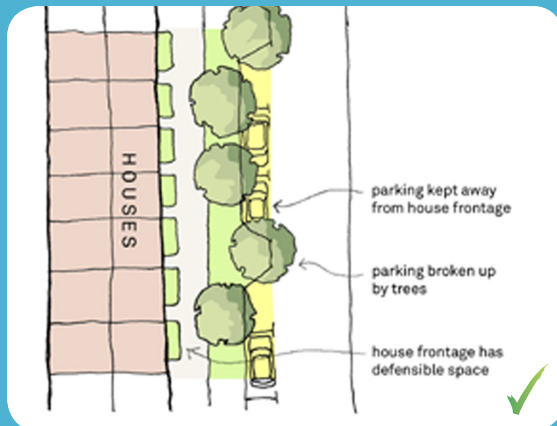 HOUSES
parking kept away
from house frontage
parking broken up
by trees
house frontage has
defensible space